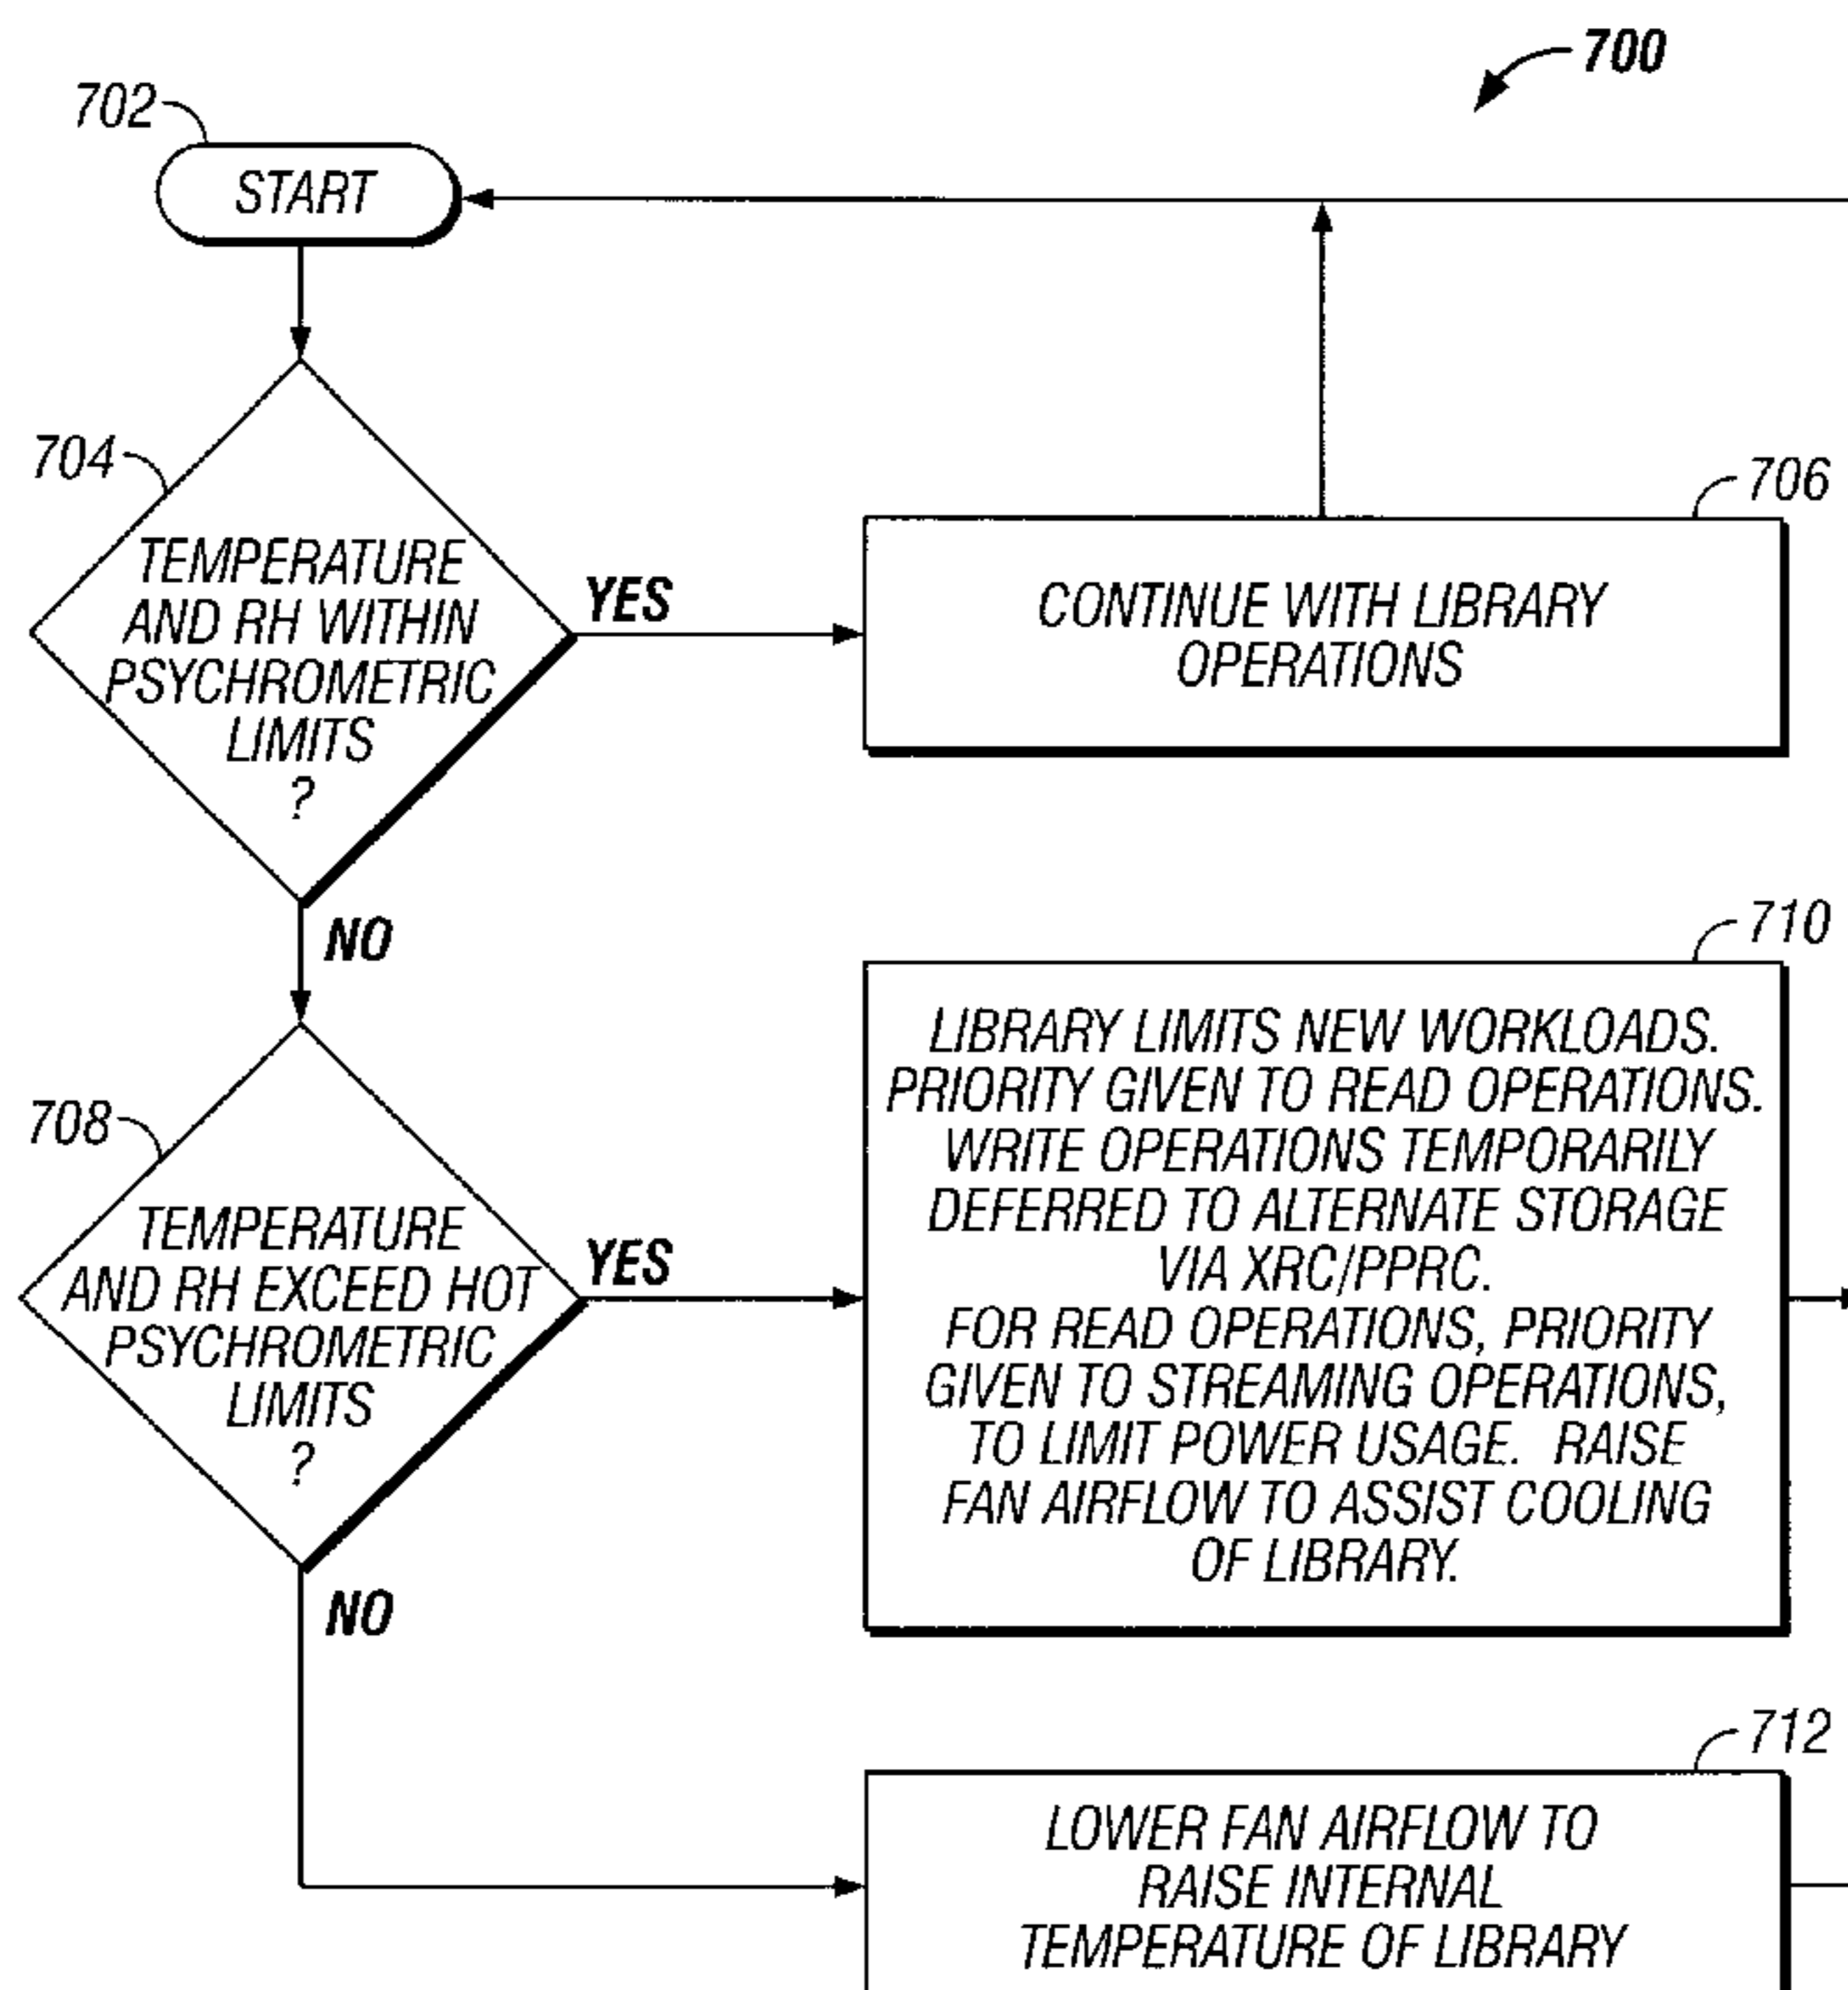 700
702
START
704
TEMPERATURE
AND RH WITHIN
PSYCHROMETRIC
LIMITS
?
YES
706
CONTINUE WITH LIBRARY
OPERATIONS
NO
708
TEMPERATURE
AND RH EXCEED HOT
PSYCHROMETRIC
LIMITS
?
YES
710
LIBRARY LIMITS NEW WORKLOADS.
PRIORITY GIVEN TO READ OPERATIONS.
WRITE OPERATIONS TEMPORARILY
DEFERRED TO ALTERNATE STORAGE
VIA XRC/PPRC.
FOR READ OPERATIONS, PRIORITY
GIVEN TO STREAMING OPERATIONS,
TO LIMIT POWER USAGE. RAISE
FAN AIRFLOW TO ASSIST COOLING
OF LIBRARY.
NO
712
LOWER FAN AIRFLOW TO
RAISE INTERNAL
TEMPERATURE OF LIBRARY